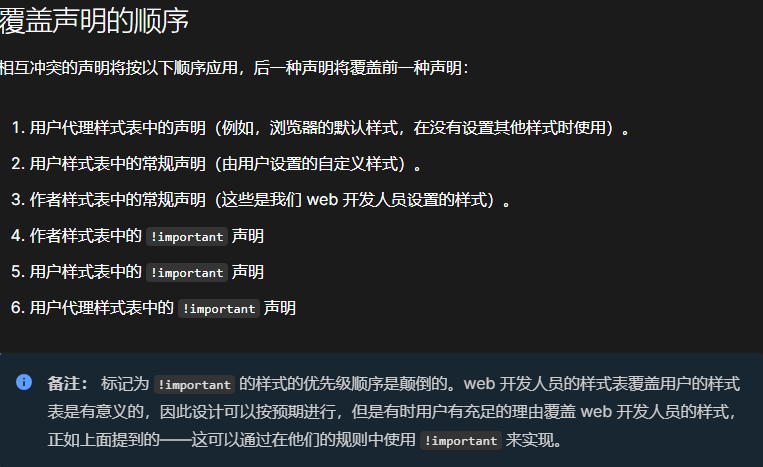 覆盖声明的顺序
相互冲突的声明将按以下顺序应用，后一种声明将覆盖前一种声明：
1. 用户代理样式表中的声明（例如，浏览器的默认样式，在没有设置其他样式时使用）。
2. 用户样式表中的常规声明（由用户设置的自定义样式）。
3. 作者样式表中的常规声明（这些是我们 web 开发人员设置的样式）。
4. 作者样式表中的 !important 声明
5. 用户样式表中的 !important 声明
6. 用户代理样式表中的 !important 声明
备注： 标记为 !important 的样式的优先级顺序是颠倒的。web 开发人员的样式表覆盖用户的样式
表是有意义的，因此设计可以按预期进行，但是有时用户有充足的理由覆盖 web 开发人员的样式，
正如上面提到的——这可以通过在他们的规则中使用 !important 来实现。